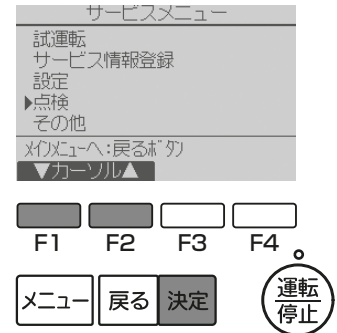 サービスメニュー
試運転
サービス情報登録
設定
▶点検
その他
ﾒｲﾝﾒﾆｭｰへ:戻るﾎﾞﾀﾝ
▼カーソル▲
F1 F2 F3 F4
メニュー 戻る 決定 運転
停止